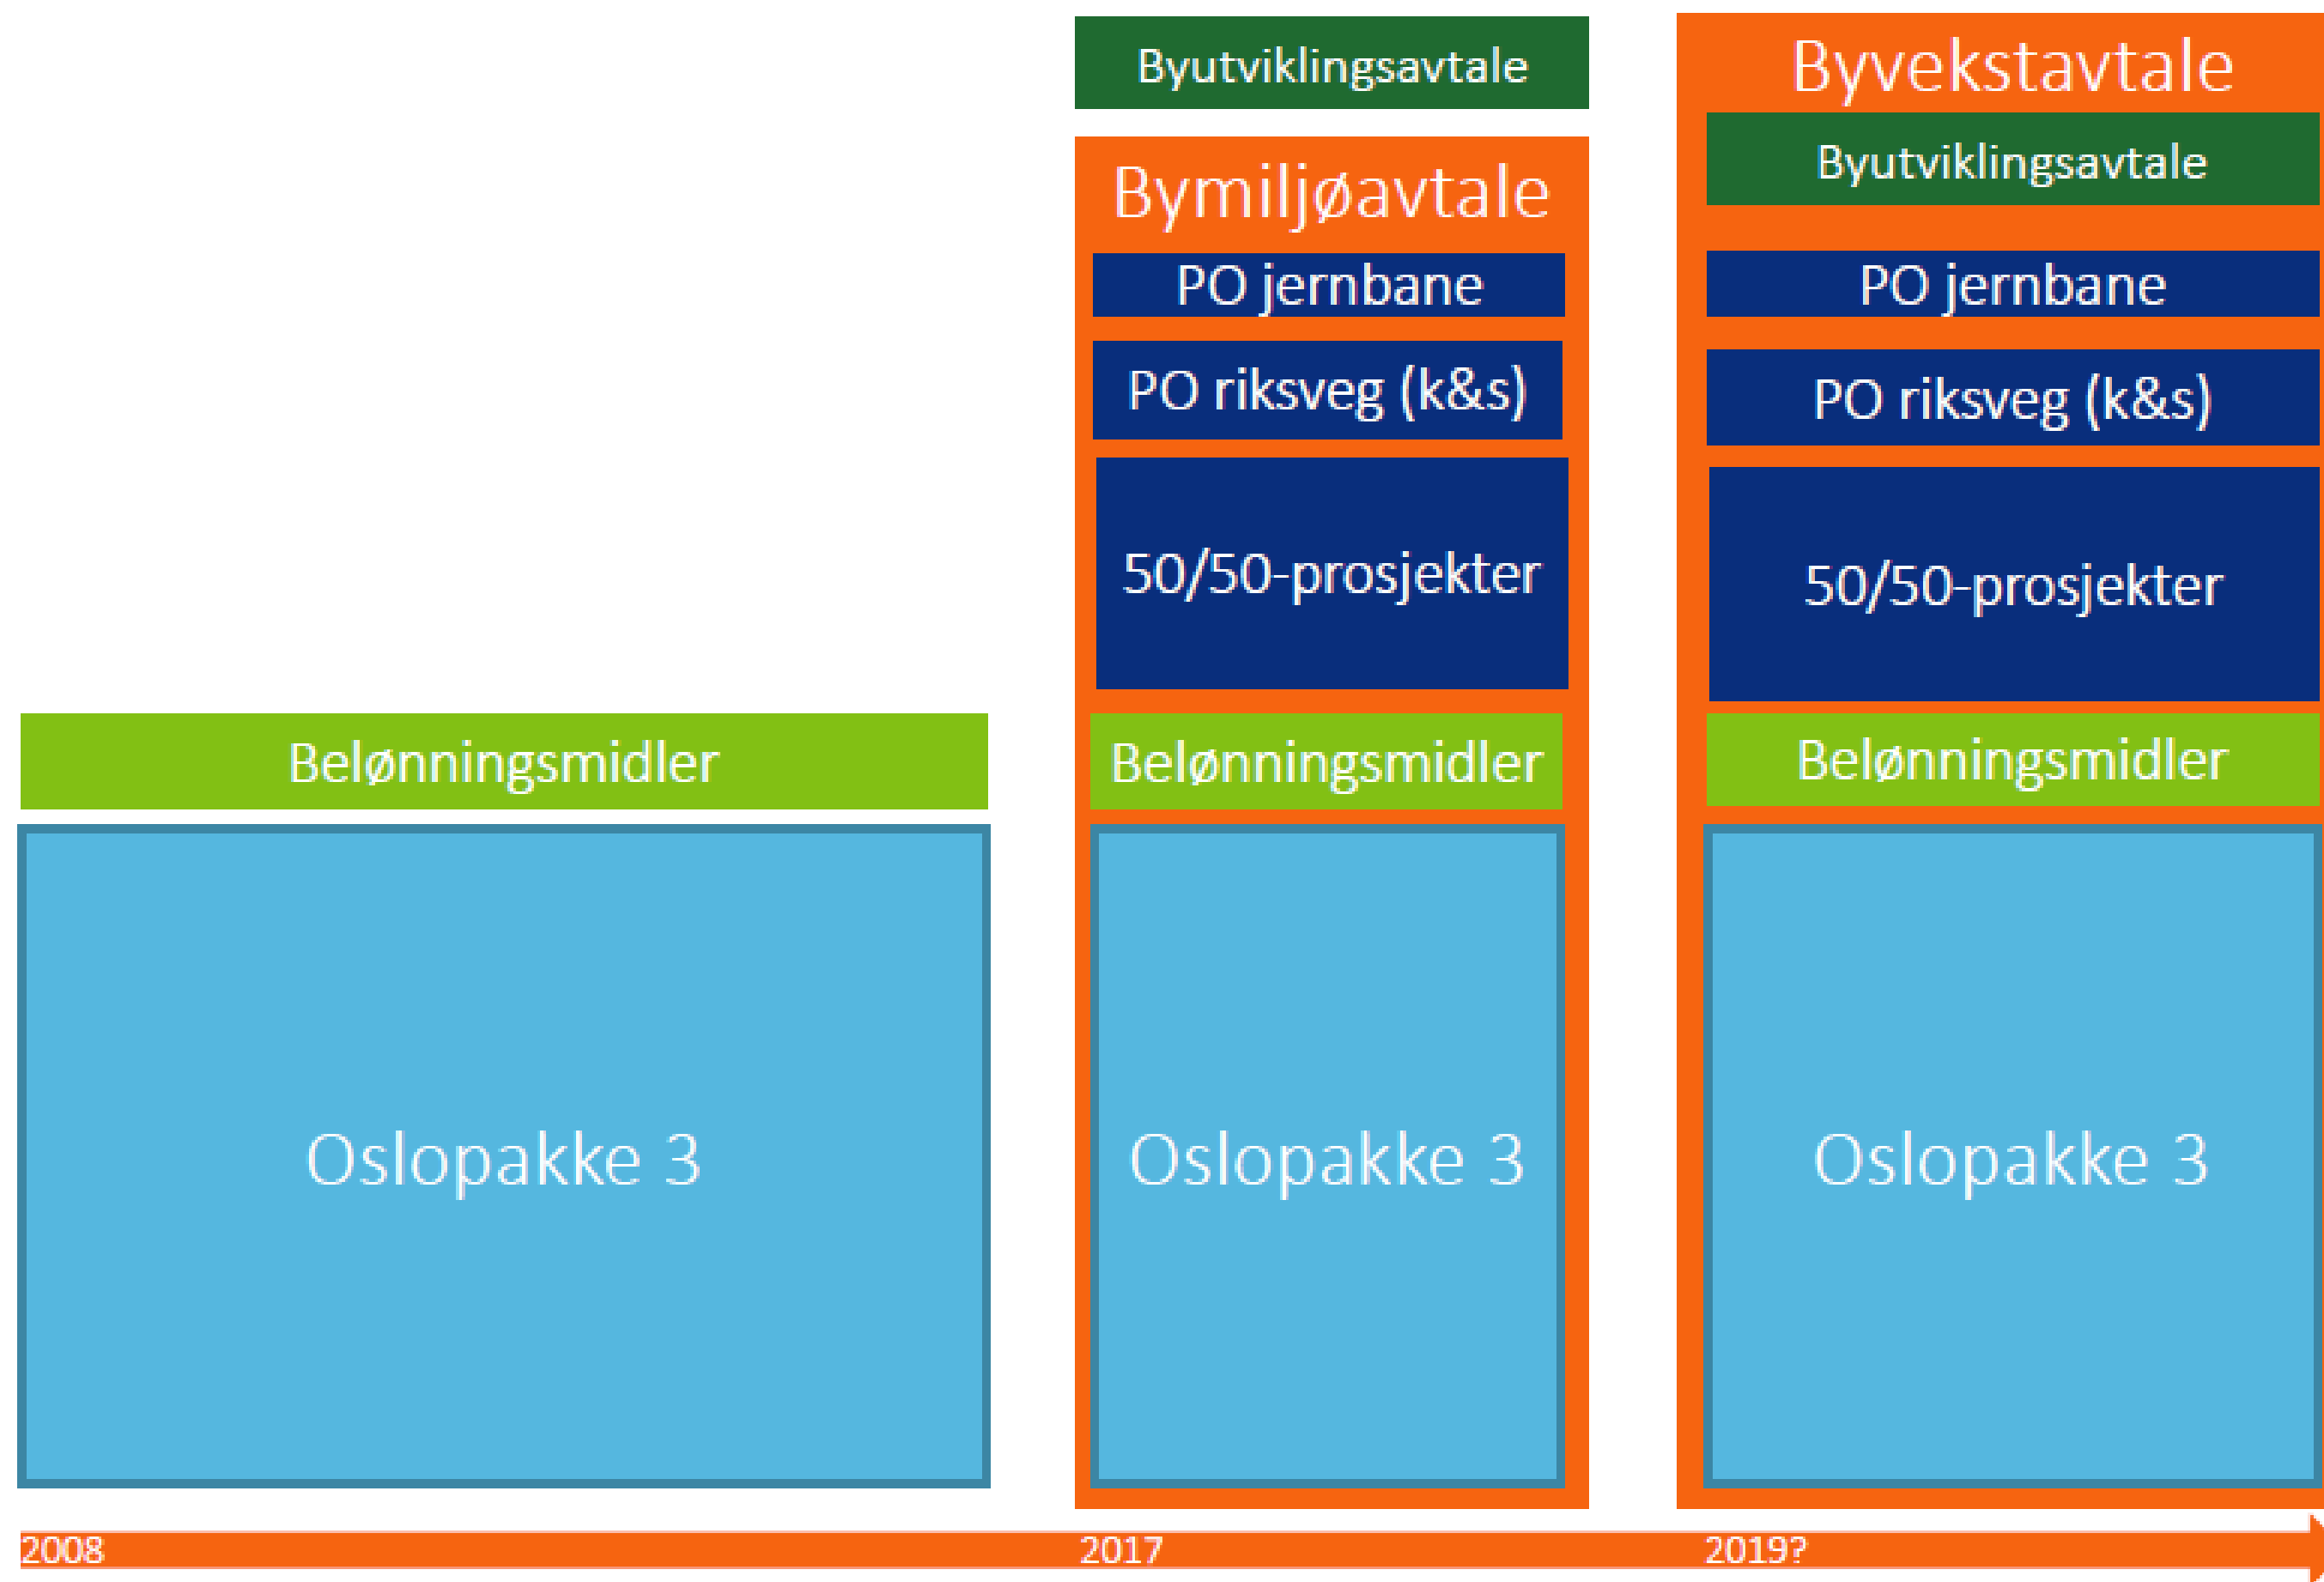 Belønningsmidler
Oslopakke 3
Byutviklingsavtale
Bymiljøavtale
PO jernbane
PO riksveg (k&s)
50/50-prosjekter
Belønningsmidler
Oslopakke 3
Byvekstavtale
Byutviklingsavtale
PO jernbane
PO riksveg (k&s)
50/50-prosjekter
Belønningsmidler
Oslopakke 3
2008
2017
2019?